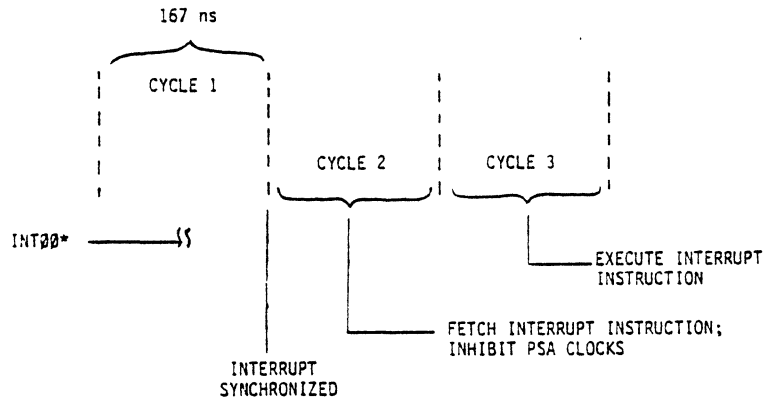 167 ns
CYCLE 1
CYCLE 2
CYCLE 3
INT00*
EXECUTE INTERRUPT
INSTRUCTION
FETCH INTERRUPT INSTRUCTION;
INHIBIT PSA CLOCKS
INTERRUPT
SYNCHRONIZED